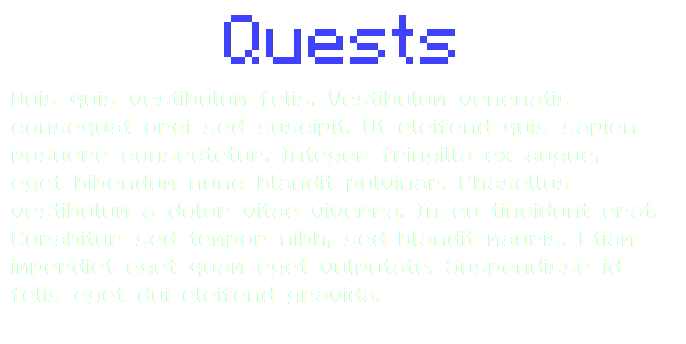 Quests
Duis quis vestibulum felis. Vestibulum venenatis
consequat orci sed suscipit. Ut eleifend quis sapien
posuere consectetur. Integer fringilla ex augue,
eget bibendum nunc blandit pulvinar. Phasellus
vestibulum a dolor vitae viverra. In eu tincidunt erat.
Curabitur sed tempor nibh, sed blandit mauris. Etiam
imperdiet eget quam eget vulputate. Suspendisse id
felis eget dui eleifend gravida.